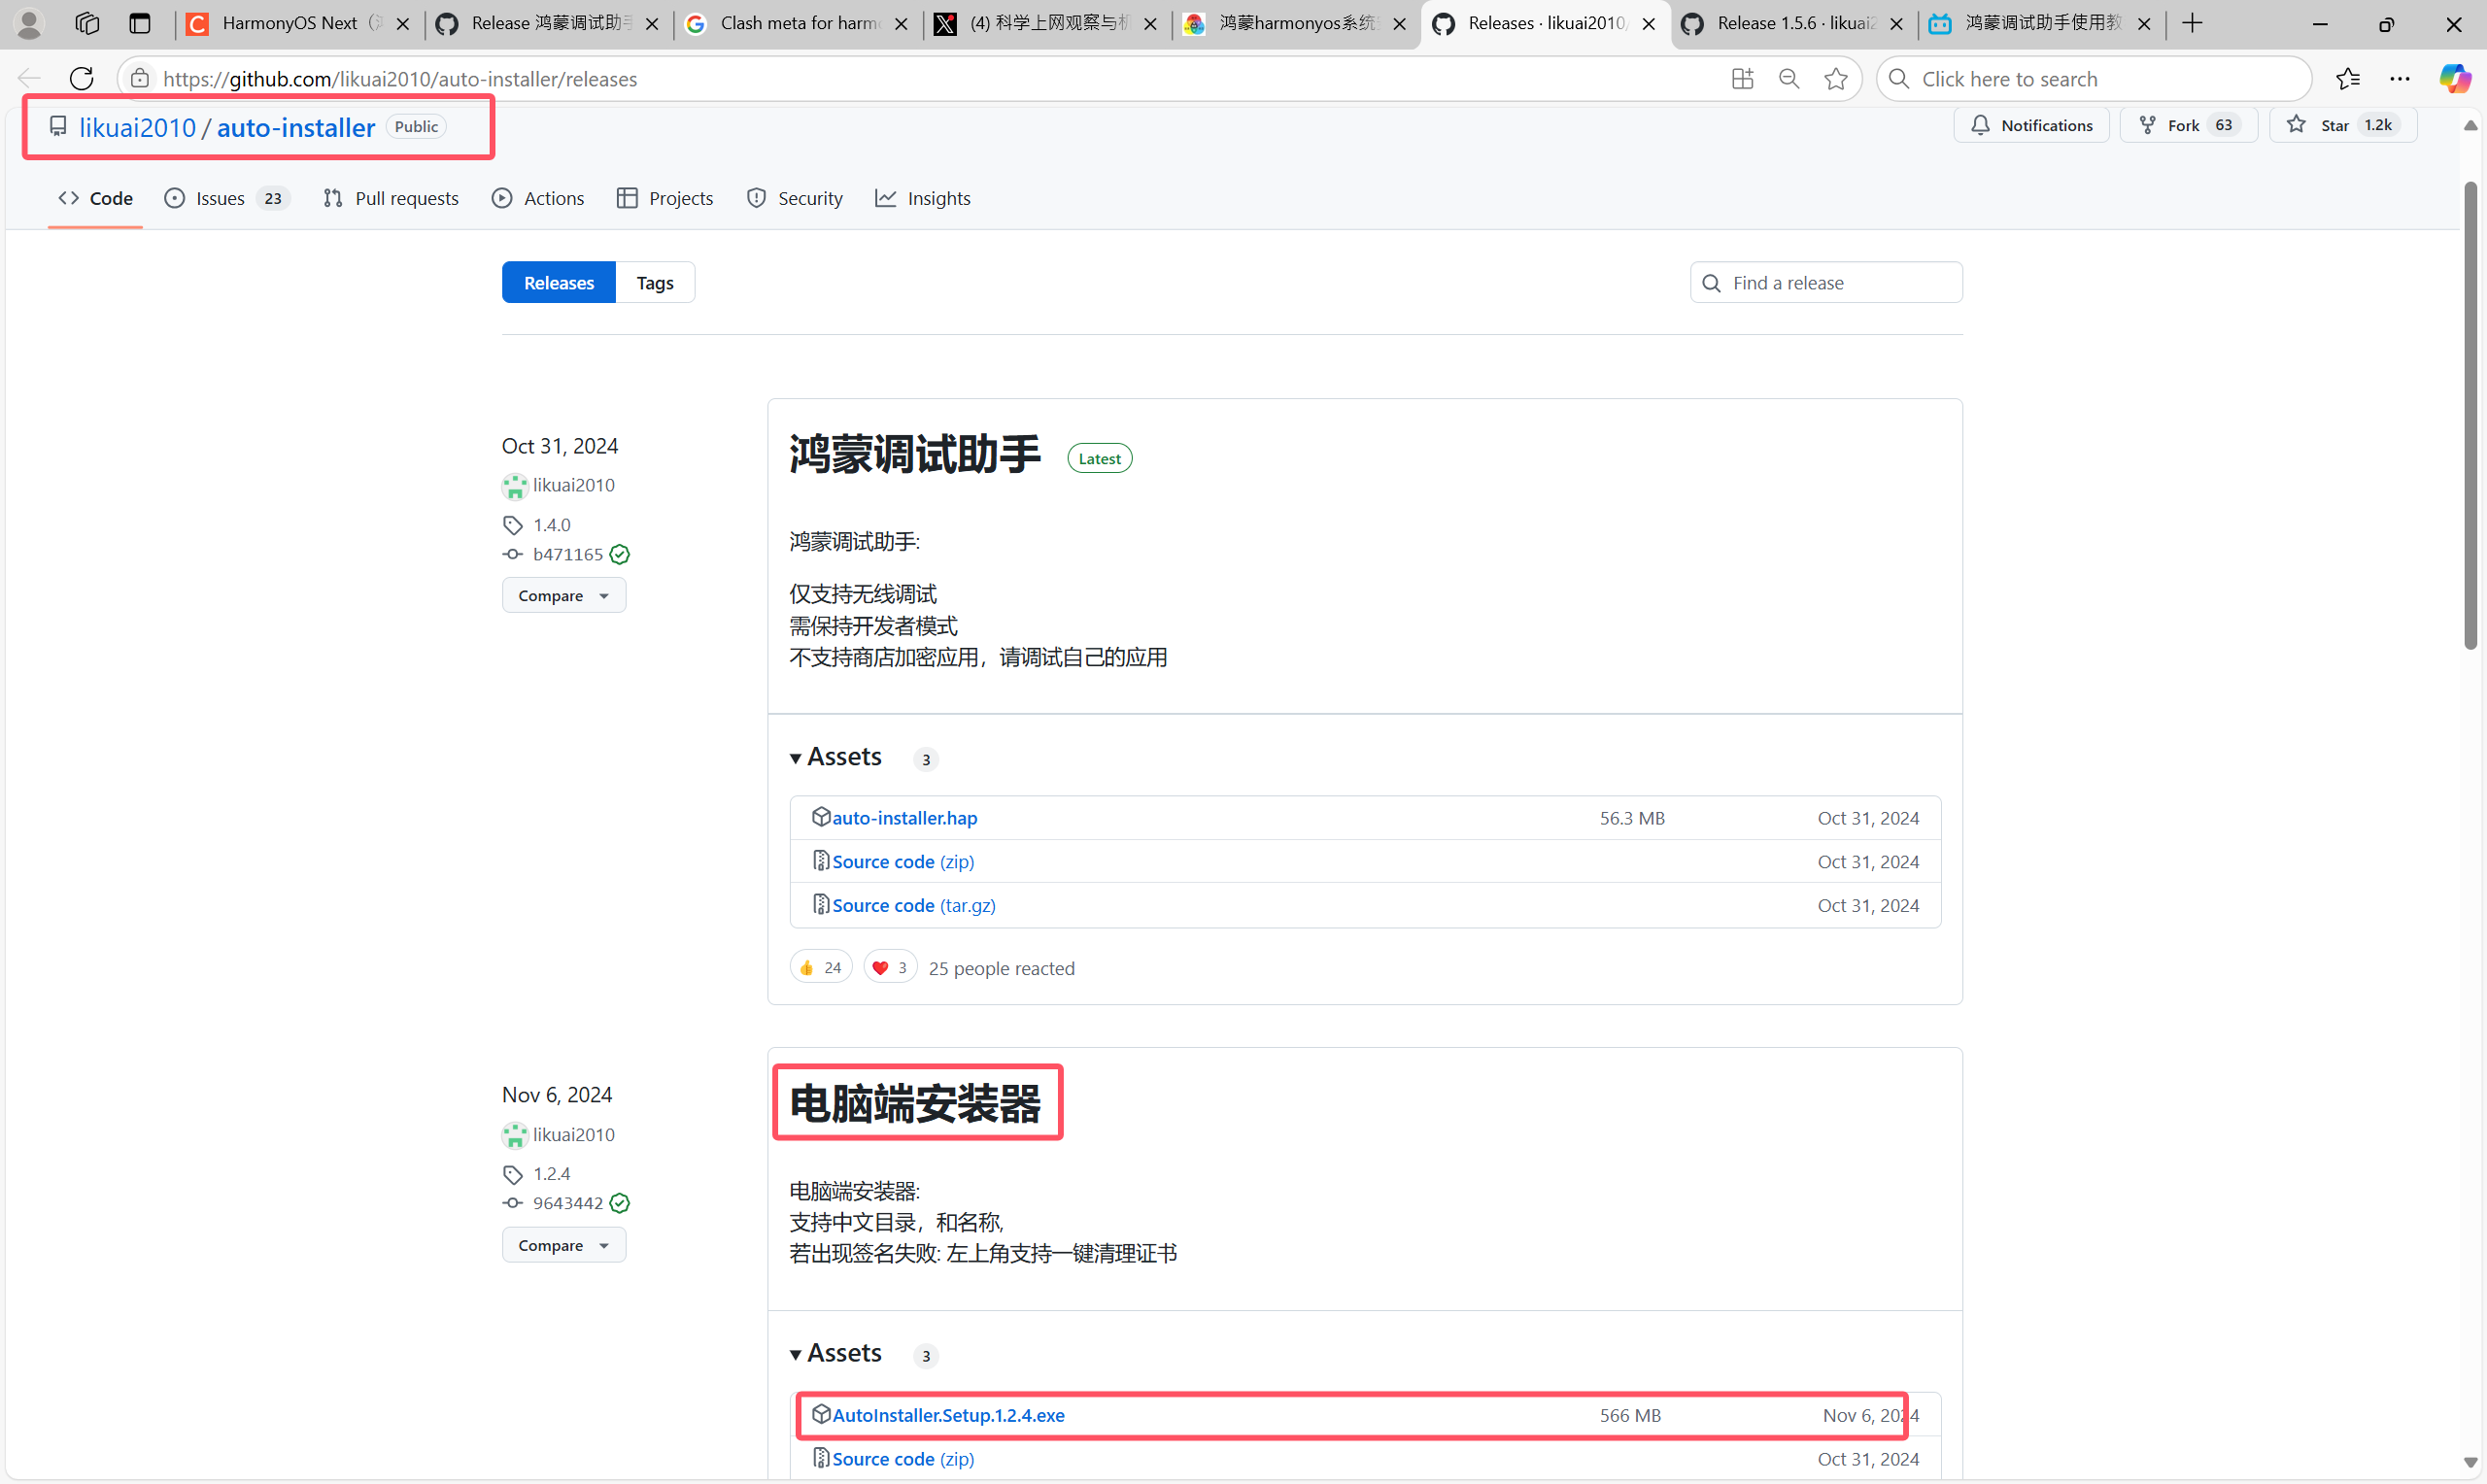 HarmonyOS Next
Release 鸿蒙调试助手
Clash meta for harmo
(4) 科学上网观察与机
鸿蒙harmonyos系统
Releases · likuai2010/
Release 1.5.6 · likuai2
鸿蒙调试助手使用教
https://github.com/likuai2010/auto-installer/releases
Click here to search
likuai2010 / auto-installer Public
Notifications
Fork 63
Star 1.2k
Code
Issues 23
Pull requests
Actions
Projects
Security
Insights
Releases
Tags
Find a release
Oct 31, 2024
likuai2010
1.4.0
b471165
Compare
鸿蒙调试助手 Latest
鸿蒙调试助手:
仅支持无线调试
需保持开发者模式
不支持商店加密应用，请调试自己的应用
Assets 3
auto-installer.hap 56.3 MB Oct 31, 2024
Source code (zip) Oct 31, 2024
Source code (tar.gz) Oct 31, 2024
👍 24 ❤️ 3 25 people reacted
Nov 6, 2024
likuai2010
1.2.4
9643442
Compare
电脑端安装器
电脑端安装器:
支持中文目录，和名称,
若出现签名失败: 左上角支持一键清理证书
Assets 3
AutoInstaller.Setup.1.2.4.exe 566 MB Nov 6, 2024
Source code (zip) Oct 31, 2024